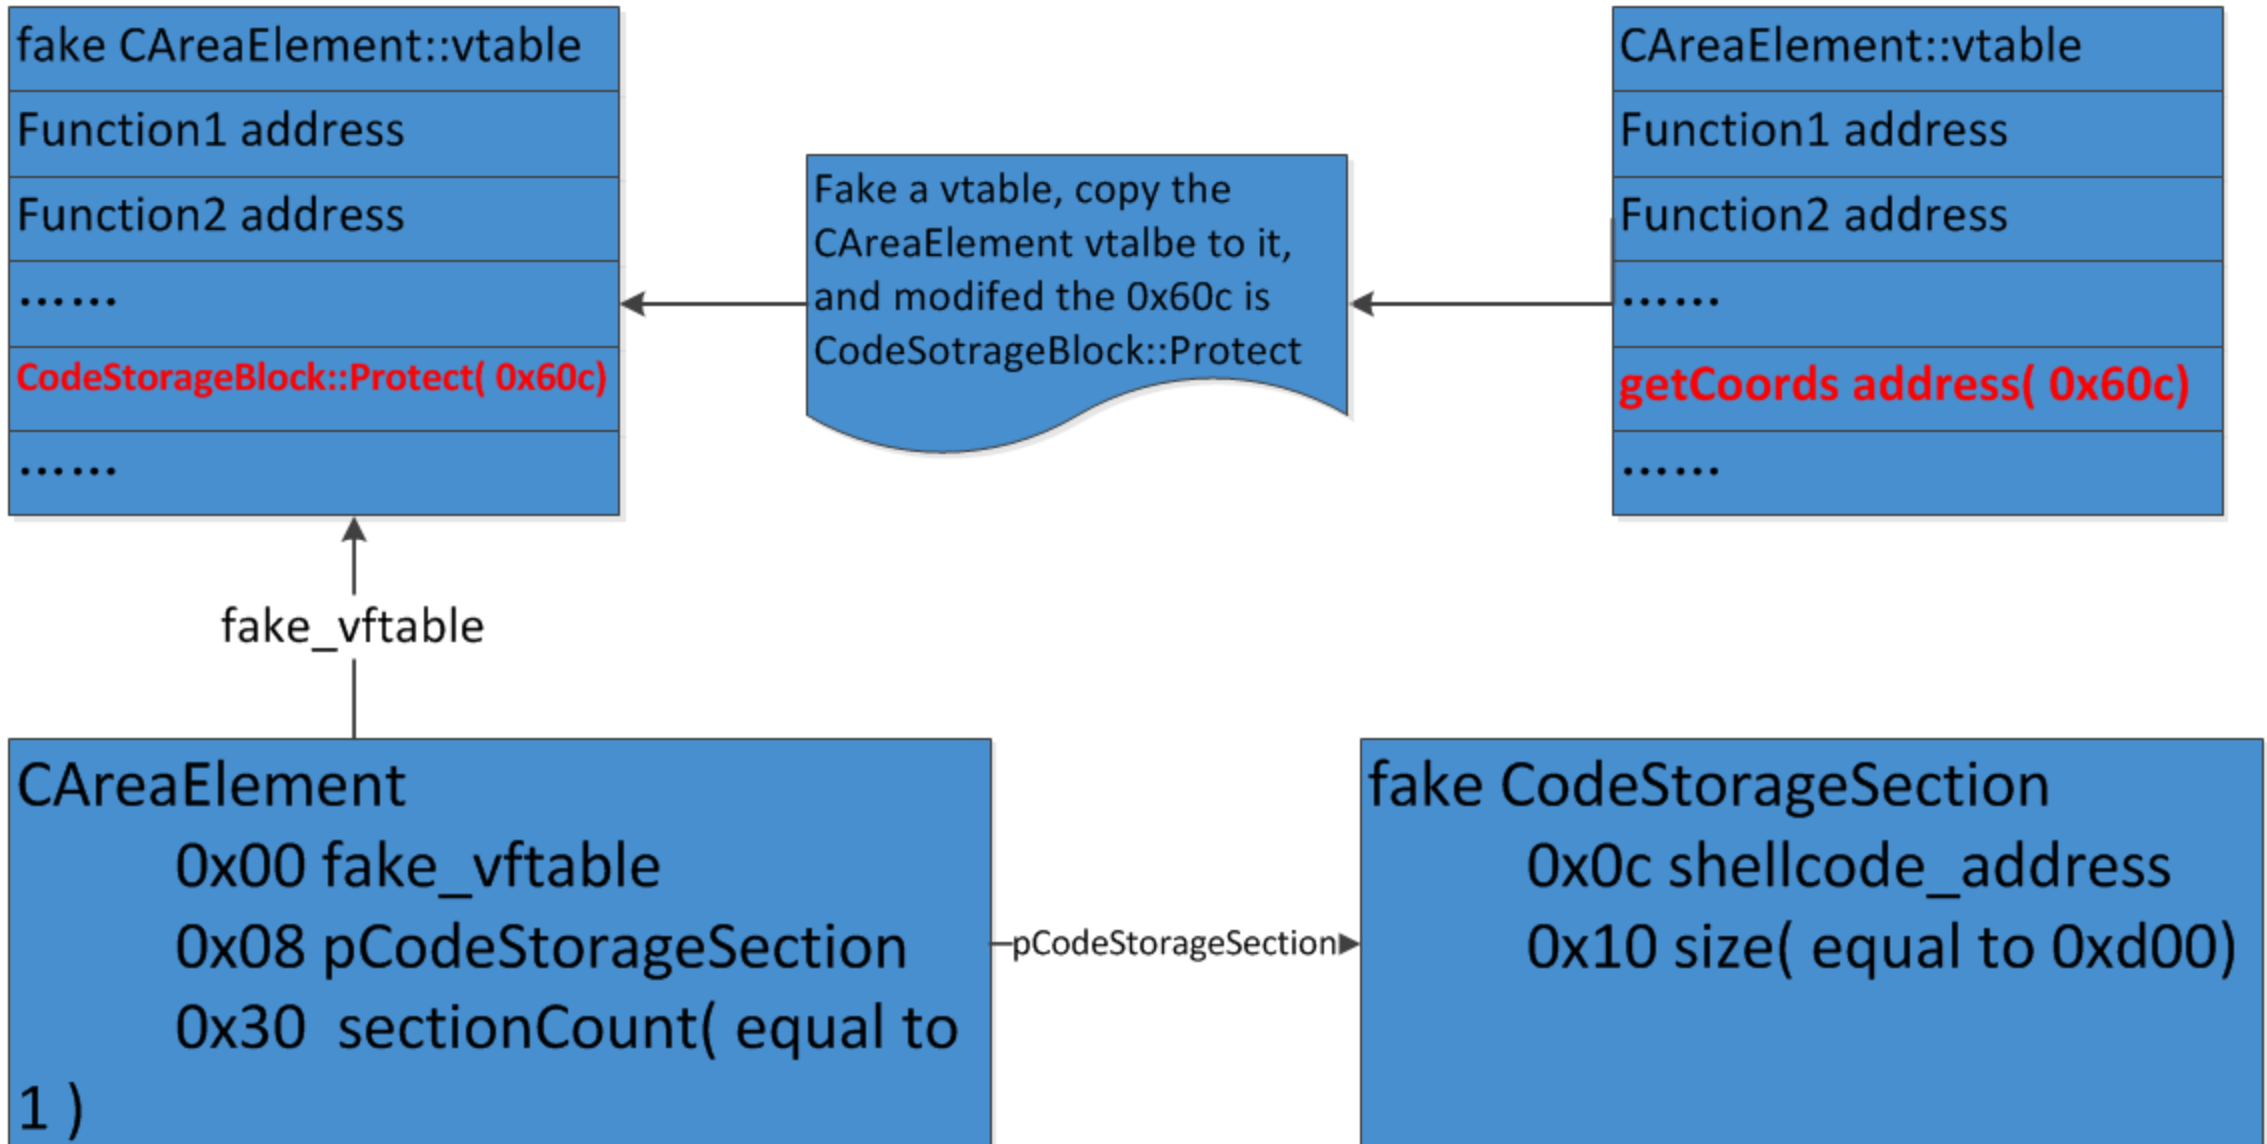 fake CAreaElement::vtable
Function1 address
Function2 address
......
CodeStorageBlock::Protect( 0x60c)
......
Fake a vtable, copy the
CAreaElement vtalbe to it,
and modifed the 0x60c is
CodeSotrageBlock::Protect
CAreaElement::vtable
Function1 address
Function2 address
......
getCoords address( 0x60c)
......
fake_vftable
CAreaElement
0x00 fake_vftable
0x08 pCodeStorageSection
0x30  sectionCount( equal to
1 )
pCodeStorageSection
fake CodeStorageSection
0x0c shellcode_address
0x10 size( equal to 0xd00)